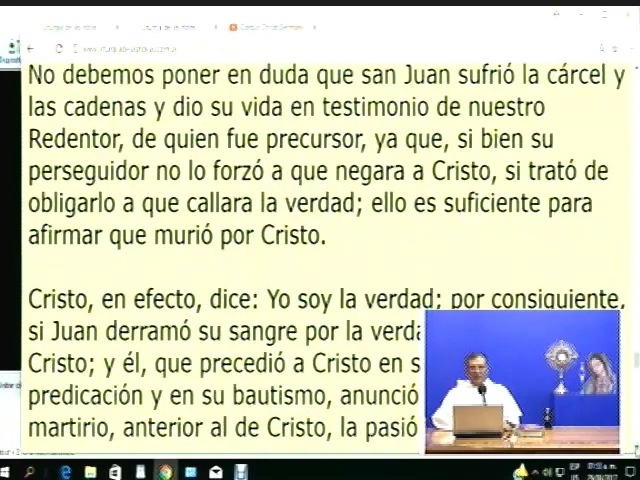 No debemos poner en duda que san Juan sufrió la cárcel y
las cadenas y dio su vida en testimonio de nuestro
Redentor, de quien fue precursor, ya que, si bien su
perseguidor no lo forzó a que negara a Cristo, si trató de
obligarlo a que callara la verdad; ello es suficiente para
afirmar que murió por Cristo.
Cristo, en efecto, dice: Yo soy la verdad; por consiguiente,
si Juan derramó su sangre por la
Cristo; y él, que precedió a Cristo en
predicación y en su bautismo, anunció
martirio, anterior al de Cristo, la
ESP